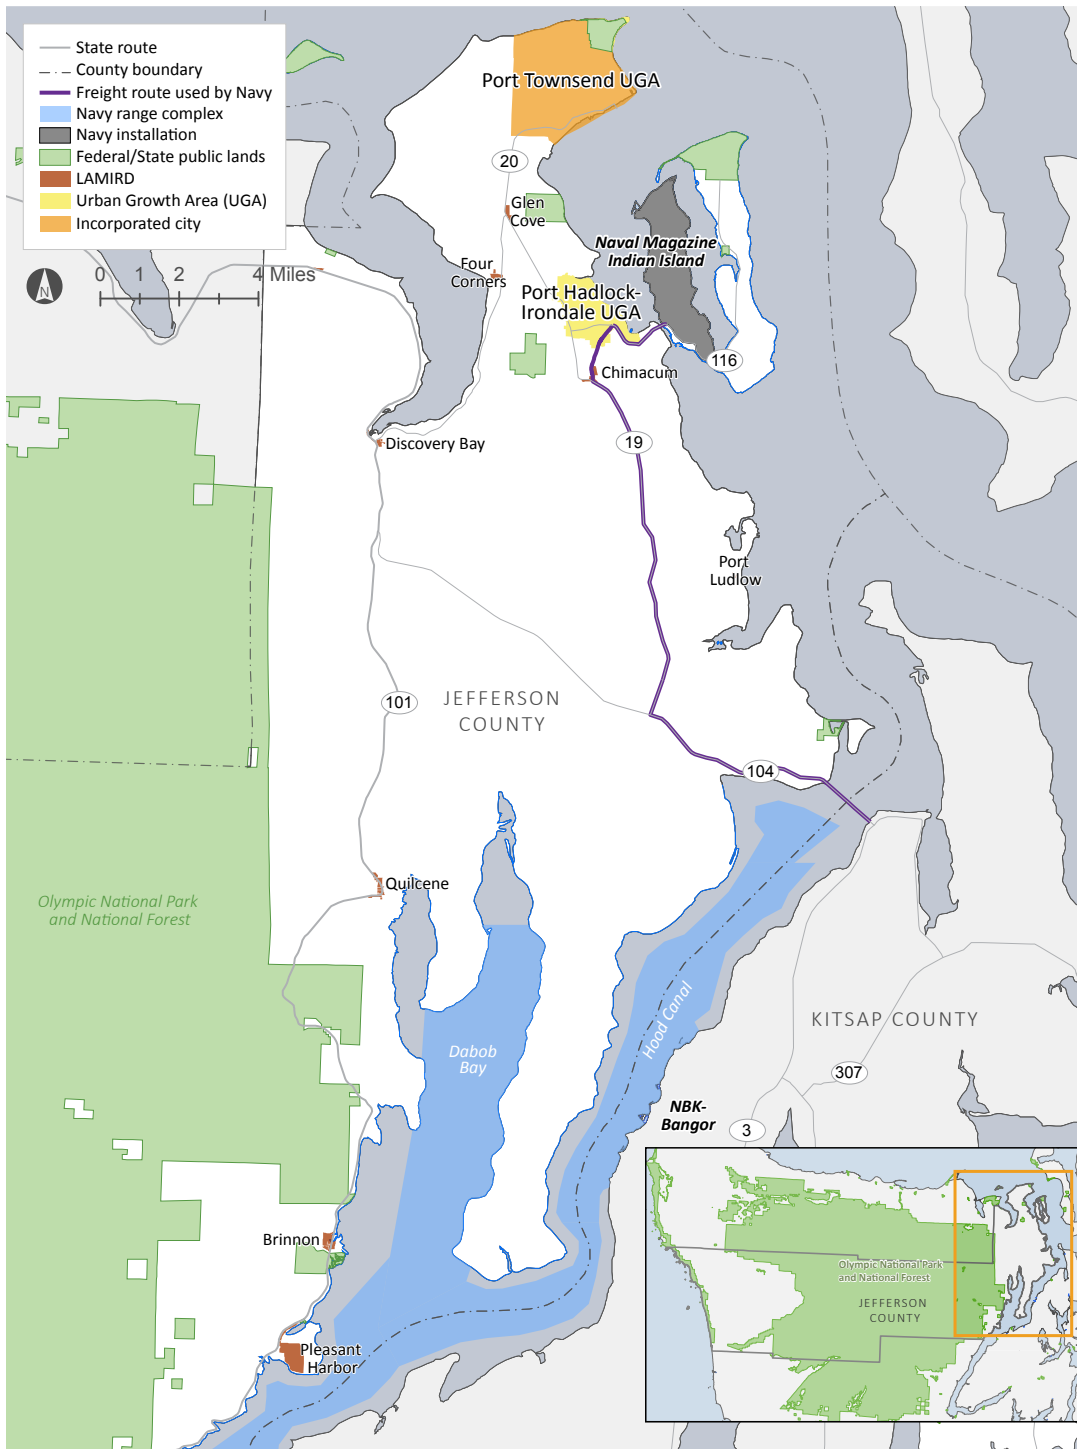 State route
County boundary
Freight route used by Navy
Navy range complex
Navy installation
Federal/State public lands
LAMIRD
Urban Growth Area (UGA)
Incorporated city
N
0 1 2 4 Miles
Port Townsend UGA
20
Glen
Cove
Naval Magazine
Indian Island
Four
Corners
Port Hadlock-
Irondale UGA
116
Chimacum
19
Discovery Bay
Port
Ludlow
101
JEFFERSON
COUNTY
104
Quilcene
Olympic National Park
and National Forest
Hood Canal
KITSAP COUNTY
Dabob
Bay
307
NBK-
Bangor
3
Brinnon
Pleasant
Harbor
Olympic National Park
and National Forest
JEFFERSON
COUNTY